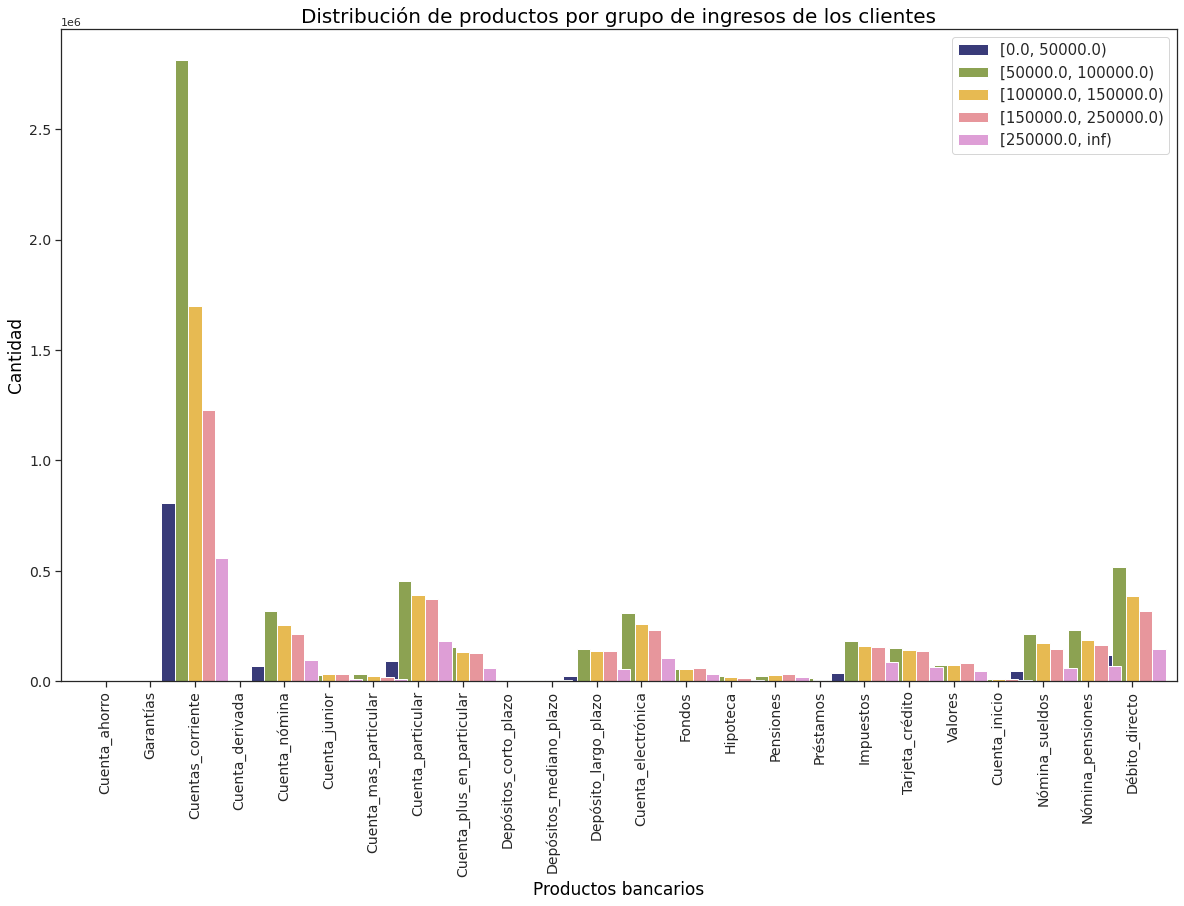 Distribución de productos por grupo de ingresos de los clientes
1e6
[0.0, 50000.0)
[50000.0, 100000.0)
[100000.0, 150000.0)
[150000.0, 250000.0)
[250000.0, inf)
2.5
2.0
1.5
1.0
0.5
0.0
Cantidad
Cuenta_ahorro
Garantías
Cuentas_corriente
Cuenta_derivada
Cuenta_nómina
Cuenta_junior
Cuenta_mas_particular
Cuenta_particular
Cuenta_plus_en_particular
Depósitos_corto_plazo
Depósitos_mediano_plazo
Depósito_largo_plazo
Cuenta_electrónica
Fondos
Hipoteca
Pensiones
Préstamos
Impuestos
Tarjeta_crédito
Valores
Cuenta_inicio
Nómina_sueldos
Nómina_pensiones
Débito_directo
Productos bancarios